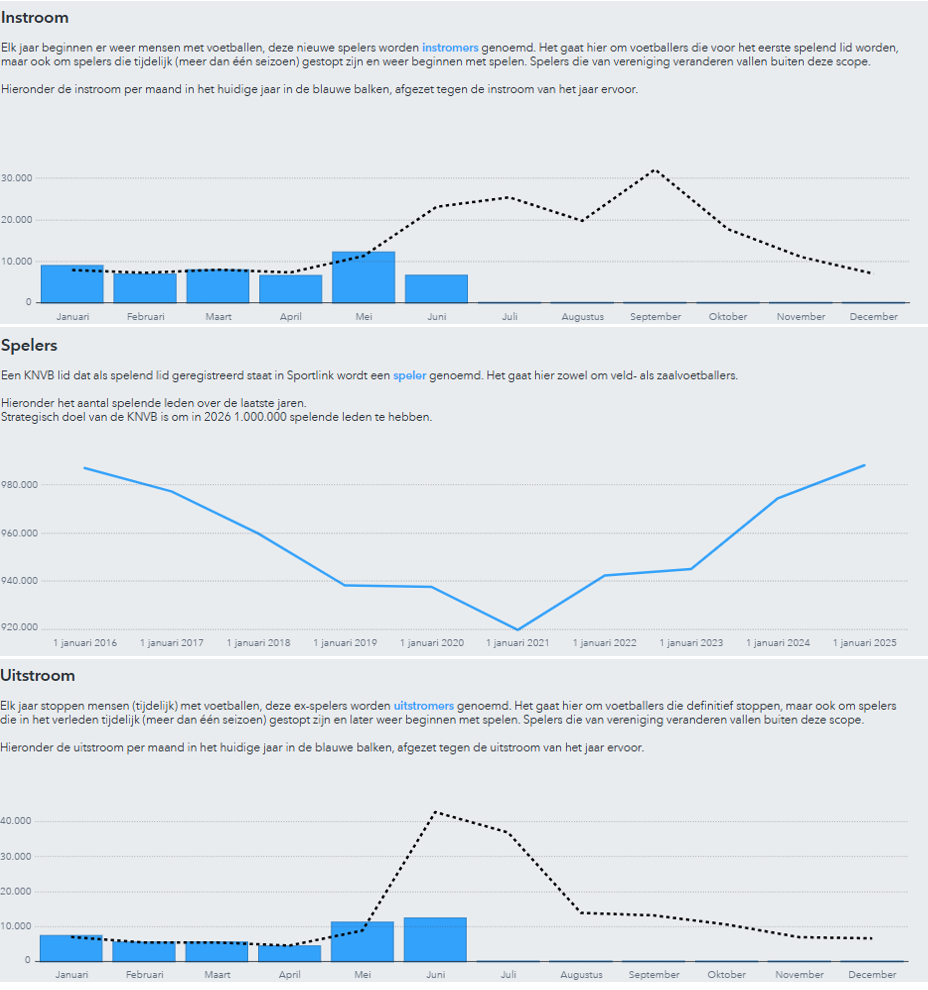 Instroom
Elk jaar beginnen er weer mensen met voetballen, deze nieuwe spelers worden instromers genoemd. Het gaat hier om voetballers die voor het eerste spelend lid worden,
maar ook om spelers die tijdelijk (meer dan één seizoen) gestopt zijn en weer beginnen met spelen. Spelers die van vereniging veranderen vallen buiten deze scope.
Hieronder de instroom per maand in het huidige jaar in de blauwe balken, afgezet tegen de instroom van het jaar ervoor.
30.000
20.000
10.000
0
Januari Februari Maart April Mei Juni Juli Augustus September Oktober November December
Spelers
Een KNVB lid dat als spelend lid geregistreerd staat in Sportlink wordt een speler genoemd. Het gaat hier zowel om veld- als zaalvoetballers.
Hieronder het aantal spelende leden over de laatste jaren.
Strategisch doel van de KNVB is om in 2026 1.000.000 spelende leden te hebben.
980.000
960.000
940.000
920.000
1 januari 2016 1 januari 2017 1 januari 2018 1 januari 2019 1 januari 2020 1 januari 2021 1 januari 2022 1 januari 2023 1 januari 2024 1 januari 2025
Uitstroom
Elk jaar stoppen mensen (tijdelijk) met voetballen, deze ex-spelers worden uitstromers genoemd. Het gaat hier om voetballers die definitief stoppen, maar ook om spelers
die in het verleden tijdelijk (meer dan één seizoen) gestopt zijn en later weer beginnen met spelen. Spelers die van vereniging veranderen vallen buiten deze scope.
Hieronder de uitstroom per maand in het huidige jaar in de blauwe balken, afgezet tegen de uitstroom van het jaar ervoor.
40.000
30.000
20.000
10.000
0
Januari Februari Maart April Mei Juni Juli Augustus September Oktober November December